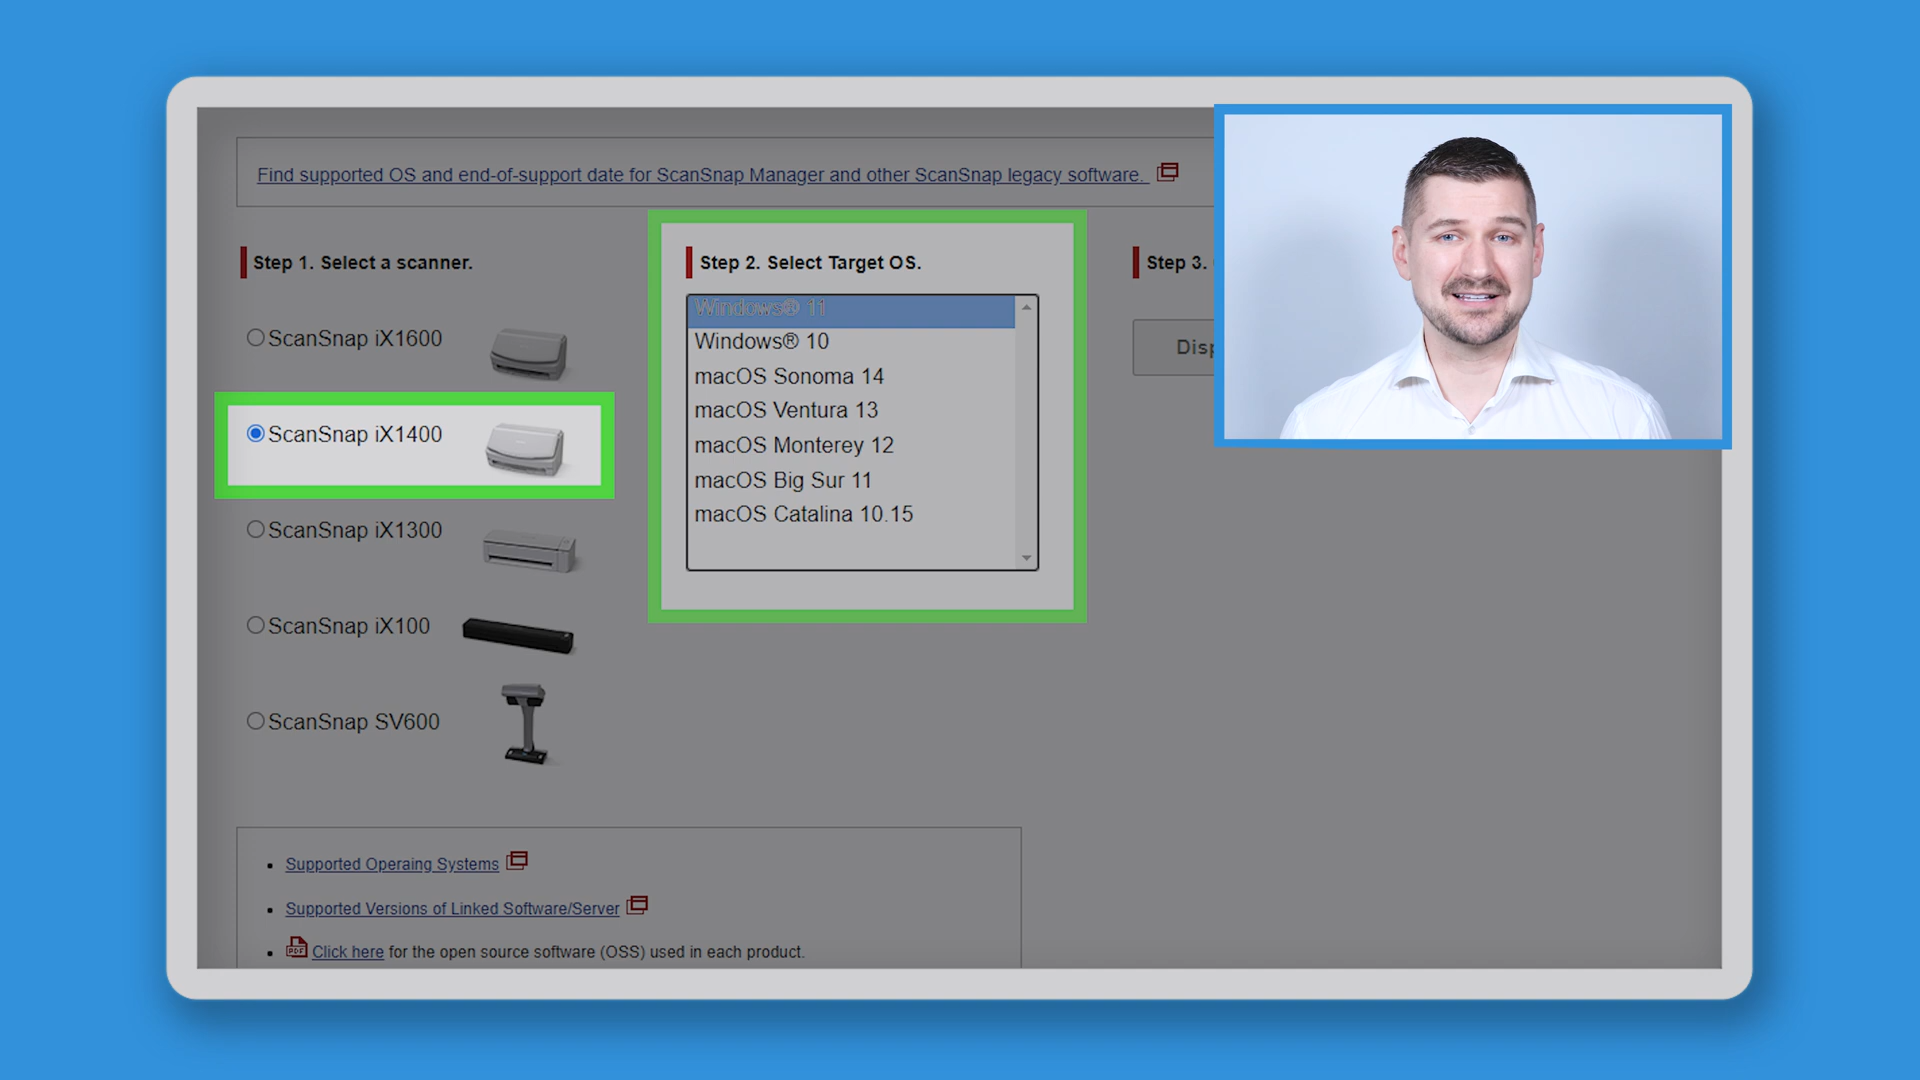 Find supported OS and end-of-support date for ScanSnap Manager and other ScanSnap legacy software.
Step 1. Select a scanner.
ScanSnap iX1600
ScanSnap iX1400
ScanSnap iX1300
ScanSnap iX100
ScanSnap SV600
Step 2. Select Target OS.
Windows® 11
Windows® 10
macOS Sonoma 14
macOS Ventura 13
macOS Monterey 12
macOS Big Sur 11
macOS Catalina 10.15
Step 3.
Supported Operaing Systems
Supported Versions of Linked Software/Server
PDF Click here for the open source software (OSS) used in each product.